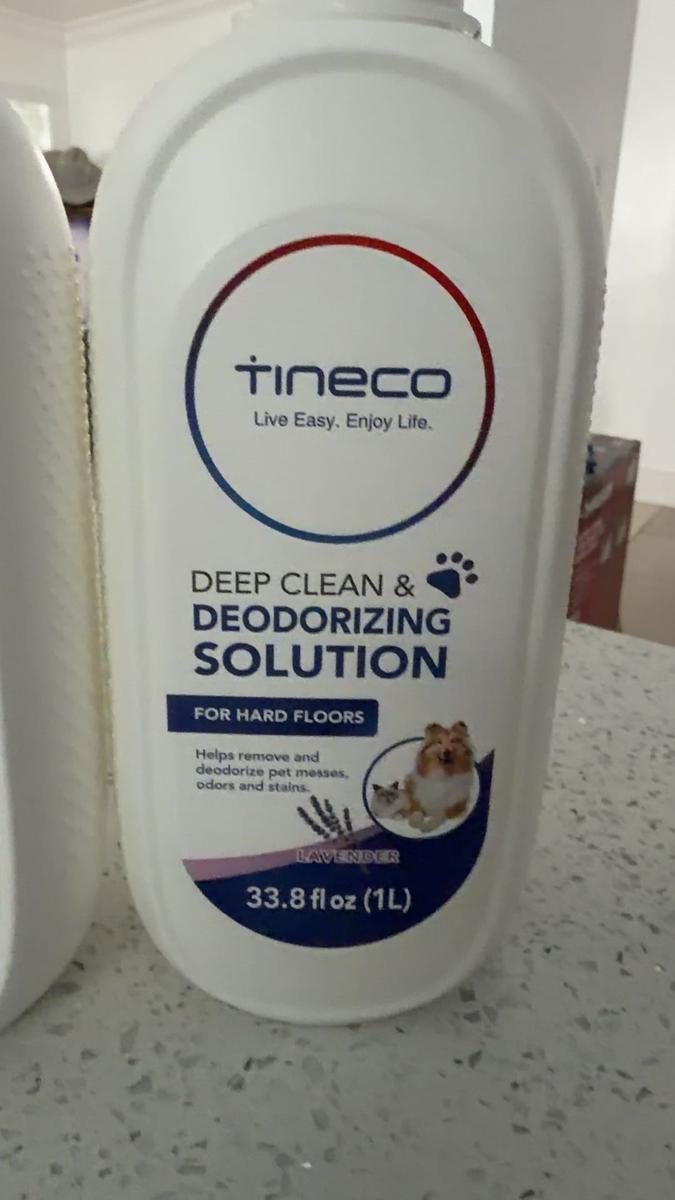 tineco
Live Easy. Enjoy Life.
DEEP CLEAN &
DEODORIZING
SOLUTION
FOR HARD FLOORS
Helps remove and
deodorize pet messes,
odors and stains.
LAVENDER
33.8 fl oz (1L)